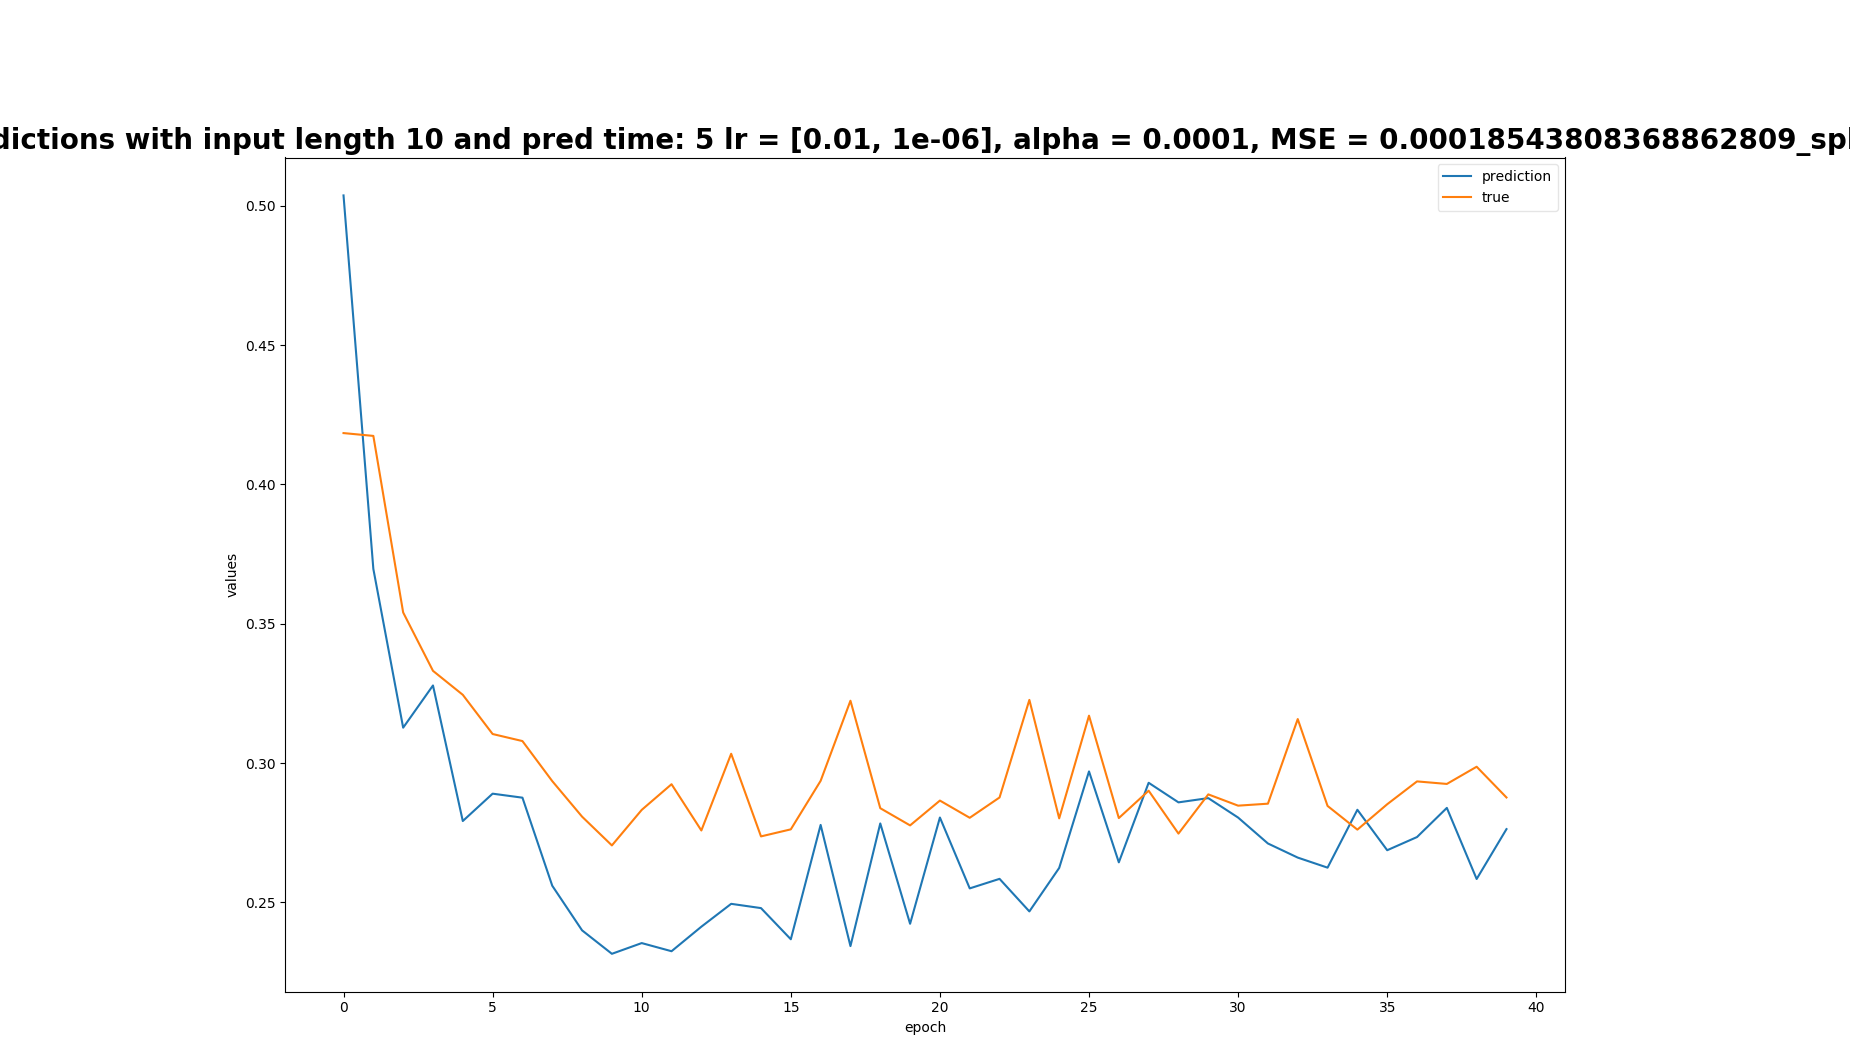 dictions with input length 10 and pred time: 5 lr = [0.01, 1e-06], alpha = 0.0001, MSE = 0.00018543808368862809_spl
prediction
true
0.50
0.45
0.40
0.35
0.30
0.25
values
0 5 10 15 20 25 30 35 40
epoch